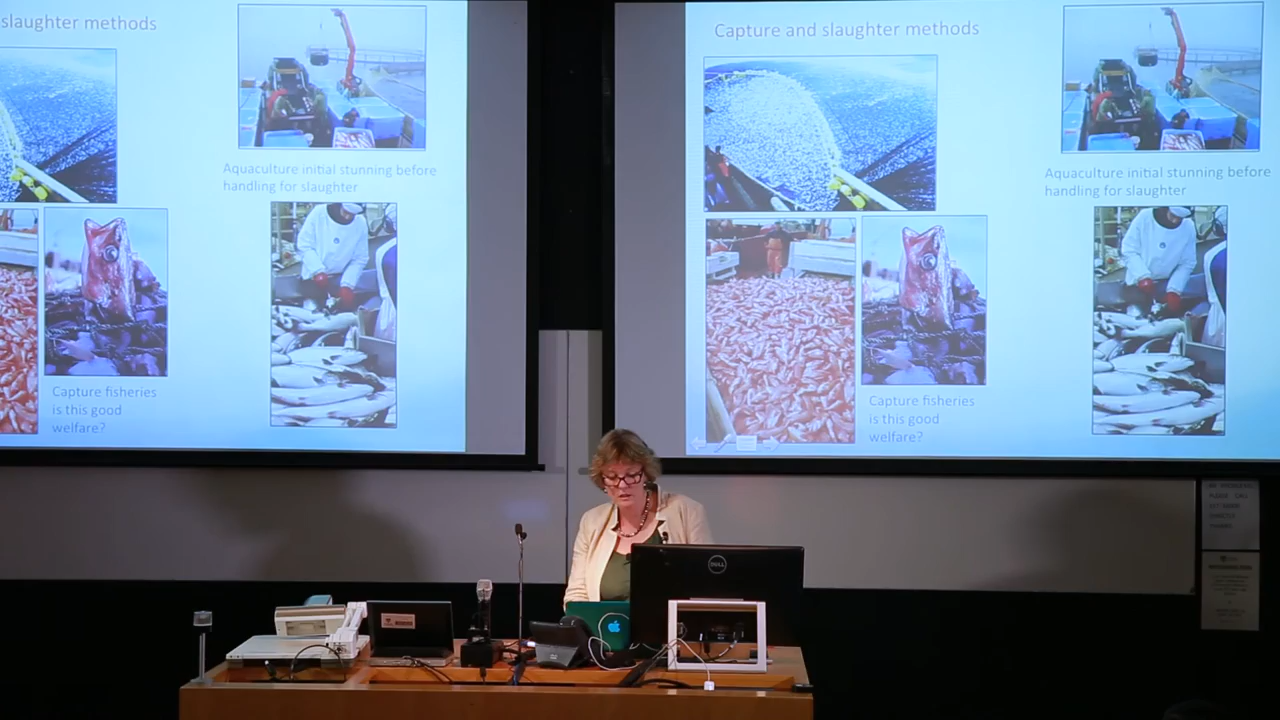 slaughter methods
Aquaculture initial stunning before
handling for slaughter
Capture fisheries
is this good
welfare?
Capture and slaughter methods
Aquaculture initial stunning before
handling for slaughter
Capture fisheries
is this good
welfare?
DELL